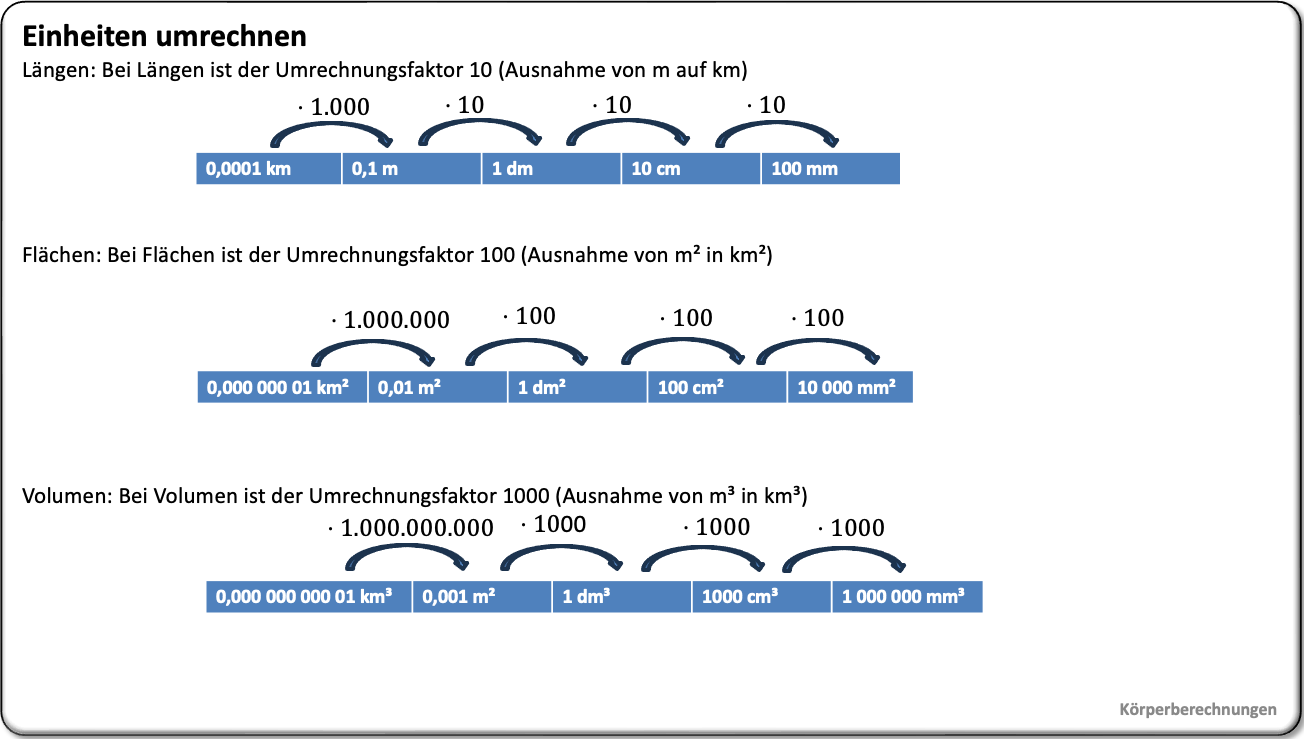 Einheiten umrechnen
Längen: Bei Längen ist der Umrechnungsfaktor 10 (Ausnahme von m auf km)
· 1.000 · 10 · 10 · 10
0,0001 km 0,1 m 1 dm 10 cm 100 mm
Flächen: Bei Flächen ist der Umrechnungsfaktor 100 (Ausnahme von m² in km²)
· 1.000.000 · 100 · 100 · 100
0,000 000 01 km² 0,01 m² 1 dm² 100 cm² 10 000 mm²
Volumen: Bei Volumen ist der Umrechnungsfaktor 1000 (Ausnahme von m³ in km³)
· 1.000.000.000 · 1000 · 1000 · 1000
0,000 000 000 01 km³ 0,001 m² 1 dm³ 1000 cm³ 1 000 000 mm³
Körperberechnungen